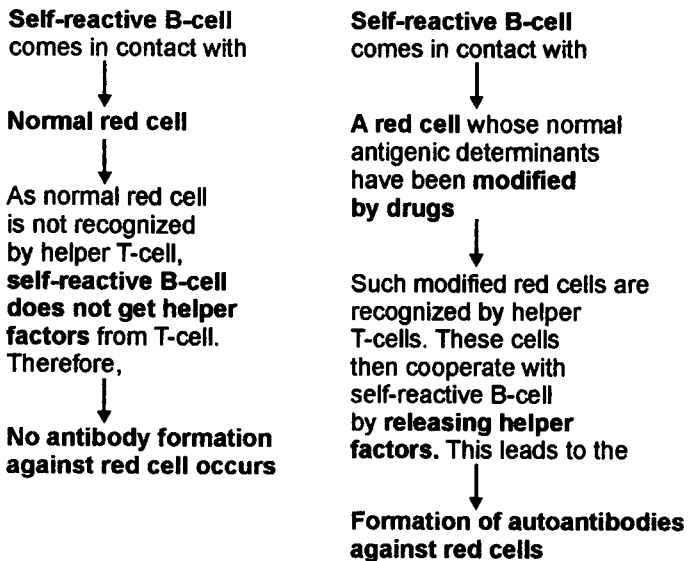 Self-reactive B-cell
comes in contact with
Normal red cell
As normal red cell
is not recognized
by helper T-cell,
self-reactive B-cell
does not get helper
factors from T-cell.
Therefore,
No antibody formation
against red cell occurs
Self-reactive B-cell
comes in contact with
A red cell whose normal
antigenic determinants
have been modified
by drugs
Such modified red cells are
recognized by helper
T-cells. These cells
then cooperate with
self-reactive B-cell
by releasing helper
factors. This leads to the
Formation of autoantibodies
against red cells